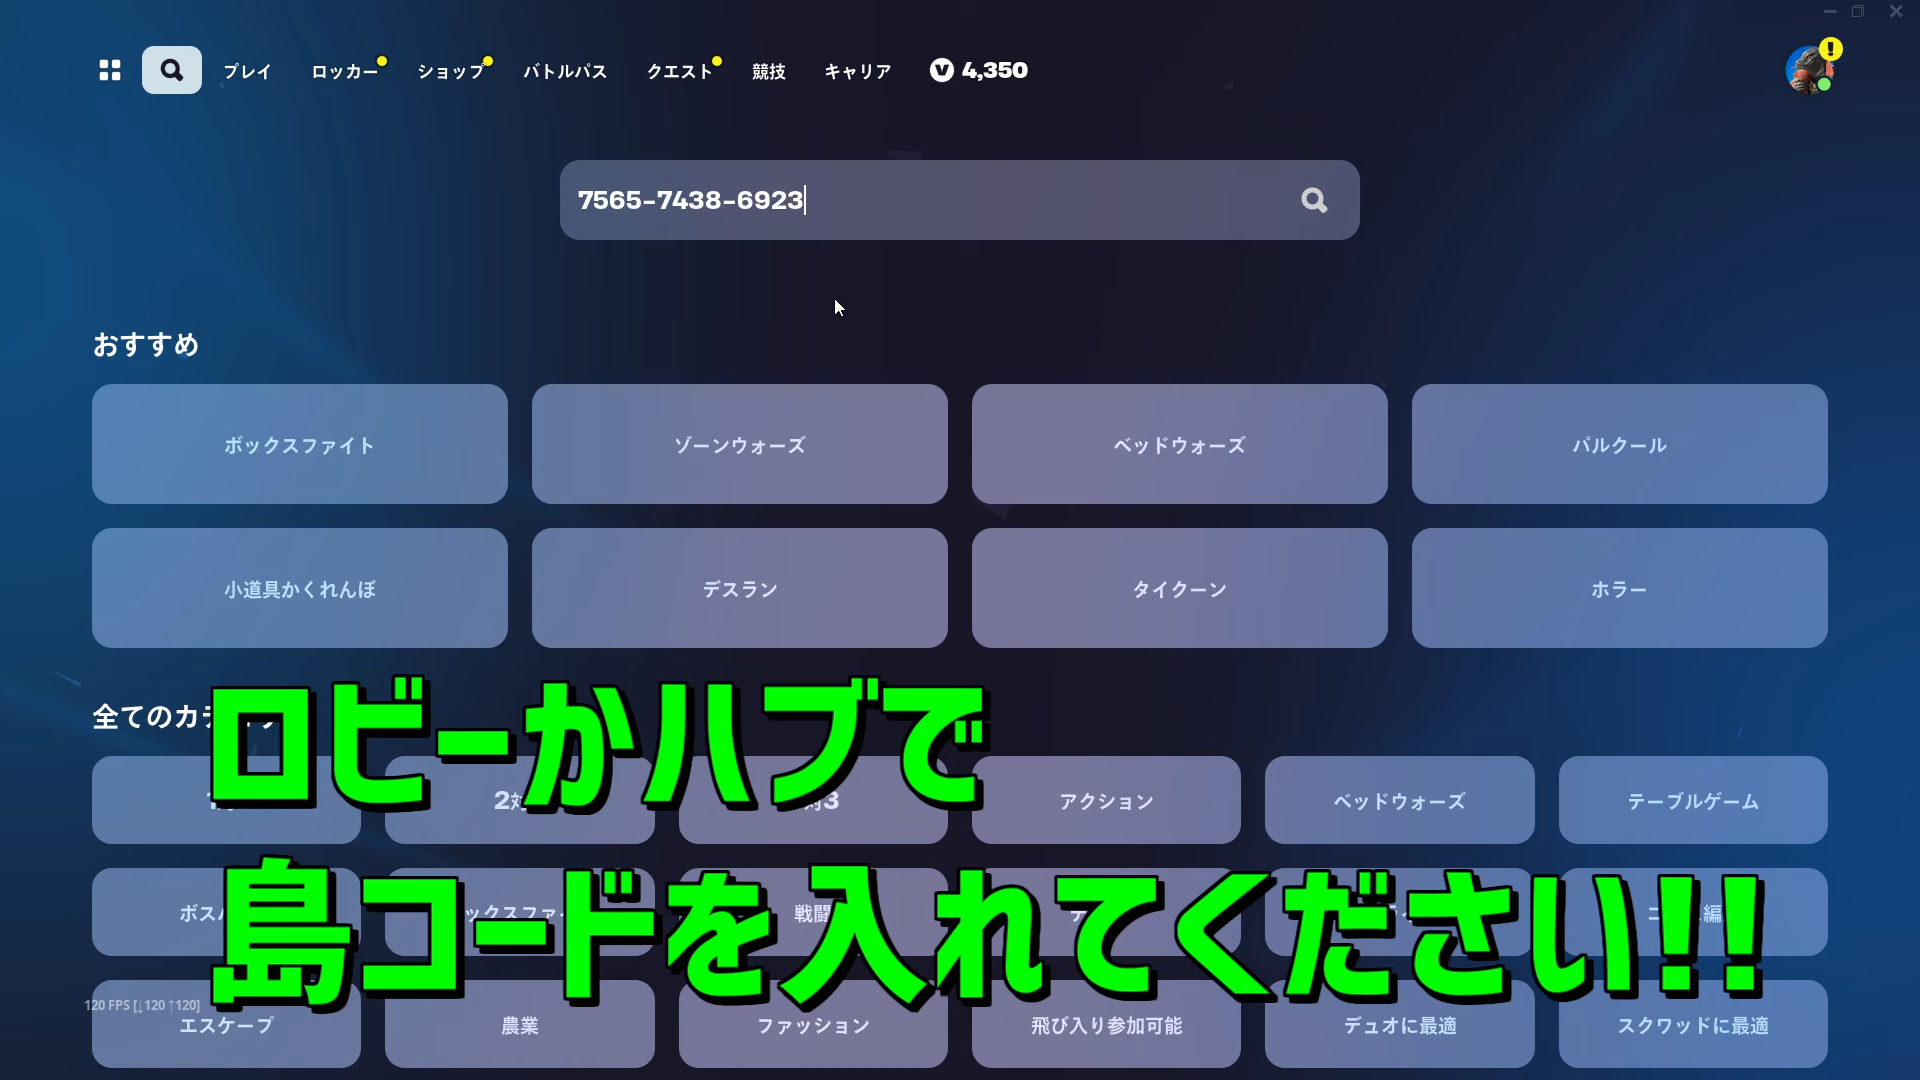 プレイ ロッカー ショップ バトルパス クエスト 競技 キャリア 4,350
7565-7438-6923
おすすめ
ボックスファイト ゾーンウォーズ ベッドウォーズ パルクール
小道具かくれんぼ デスラン タイクーン ホラー
全てのカテ
ロビーかハブで
アクション ベッドウォーズ テーブルゲーム
島コードを入れてください!!
120 FPS [↓120 ↑120]
エスケープ 農業 ファッション 飛び入り参加可能 デュオに最適 スクワッドに最適